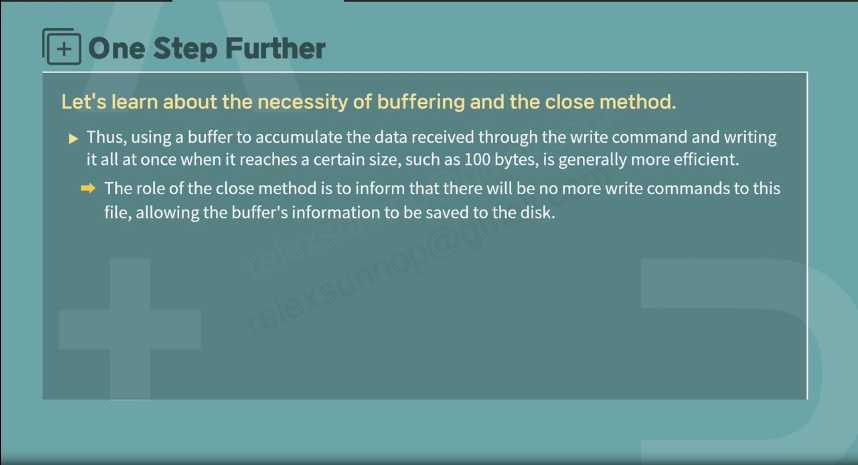 One Step Further
Let's learn about the necessity of buffering and the close method.
Thus, using a buffer to accumulate the data received through the write command and writing
it all at once when it reaches a certain size, such as 100 bytes, is generally more efficient.
The role of the close method is to inform that there will be no more write commands to this
file, allowing the buffer's information to be saved to the disk.
relexsunnop@gmail.com
relexsunnop@gmail.com